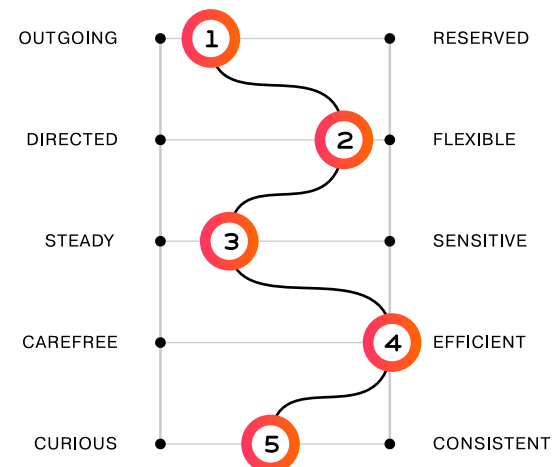 OUTGOING 1 RESERVED
DIRECTED 2 FLEXIBLE
STEADY 3 SENSITIVE
CAREFREE 4 EFFICIENT
CURIOUS 5 CONSISTENT